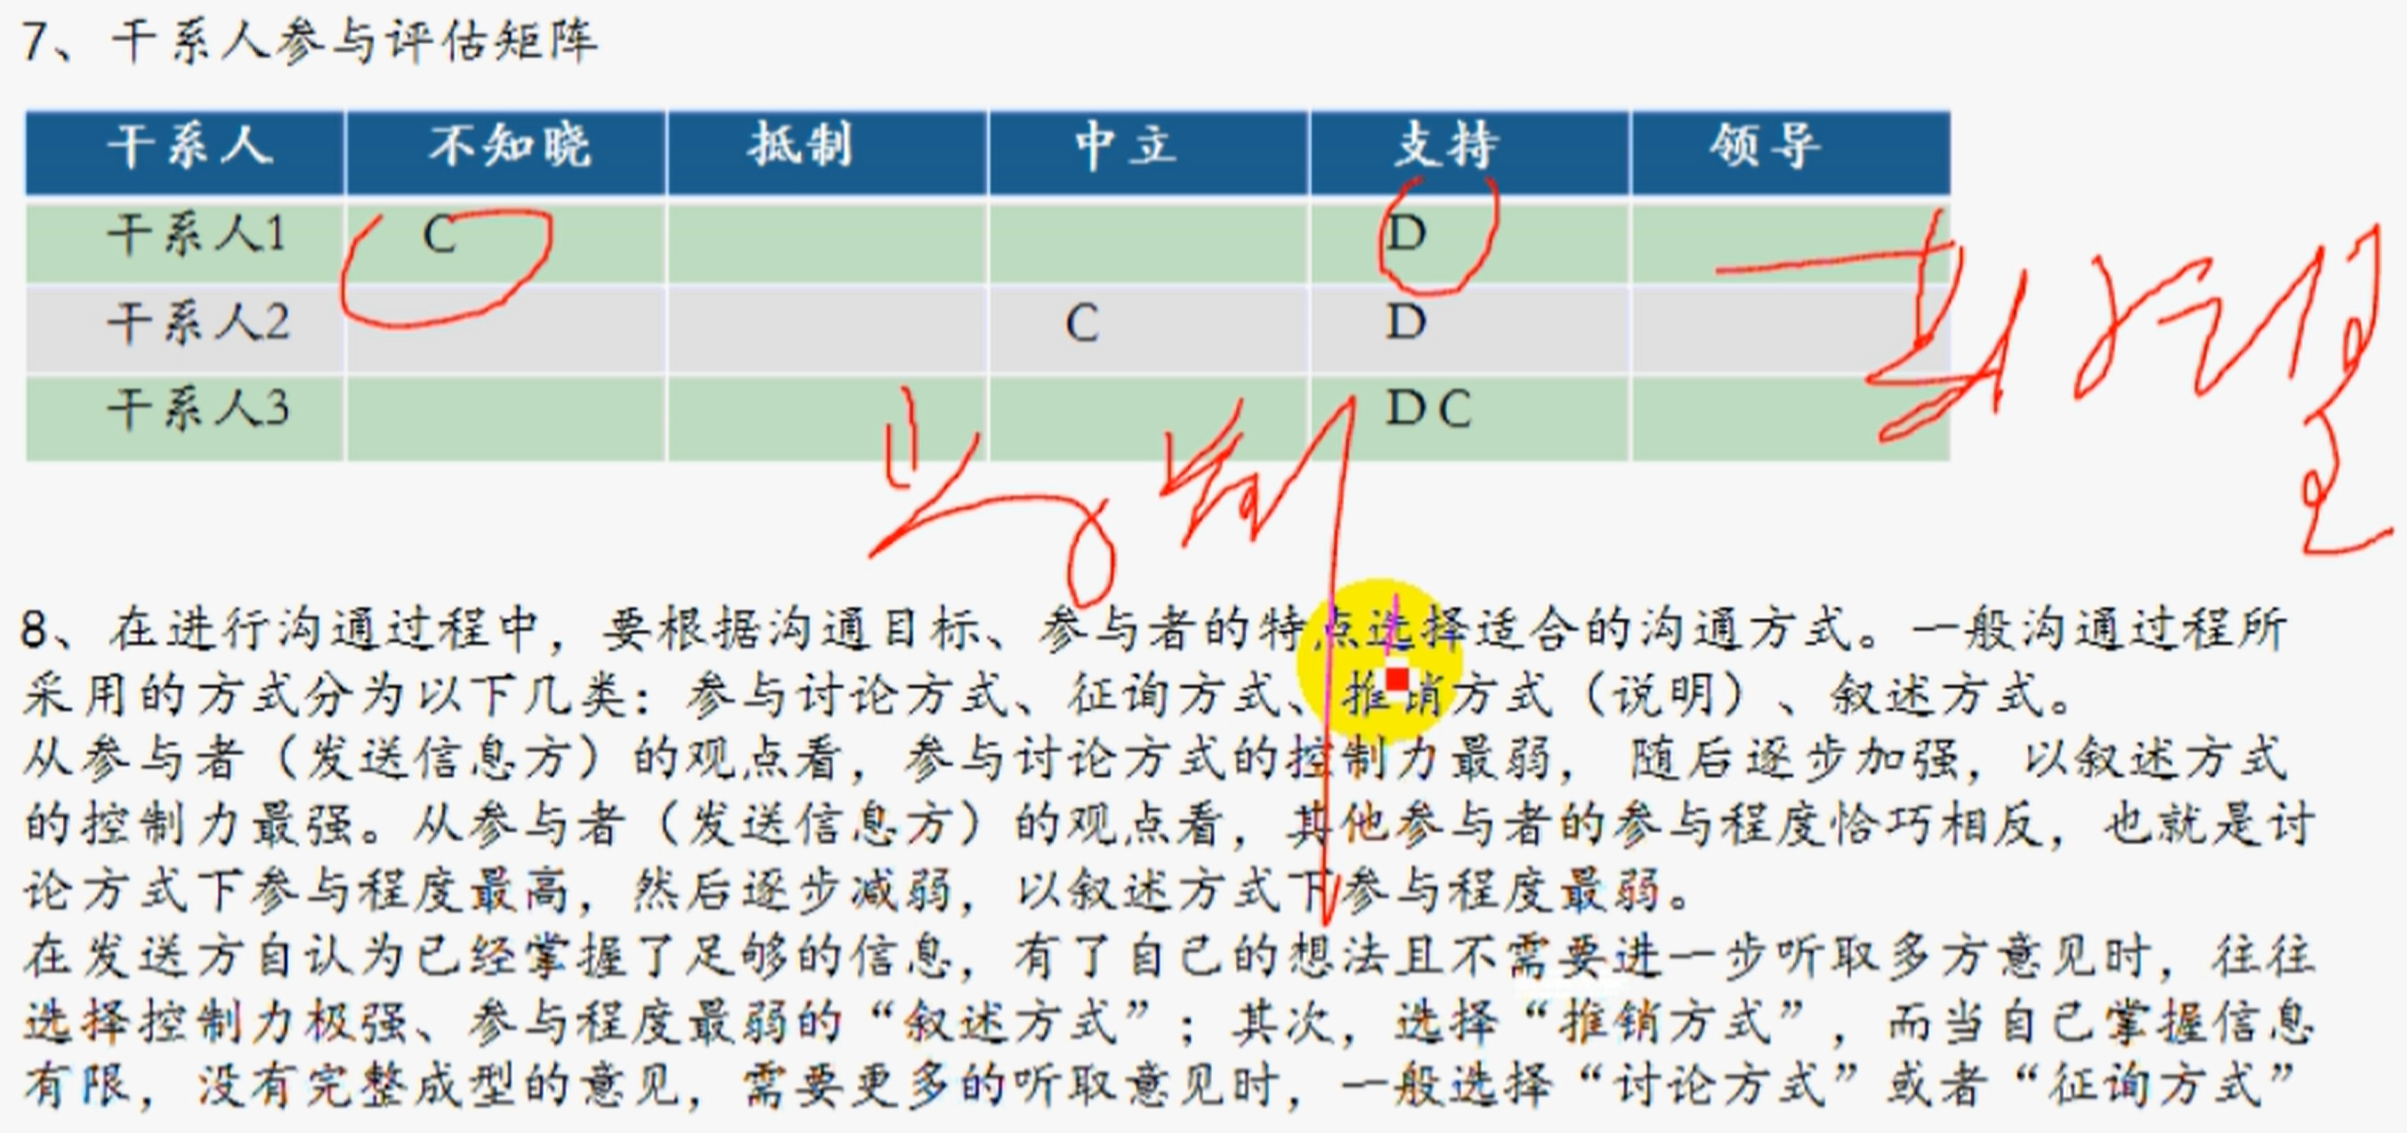 7、干系人参与评估矩阵
干系人 不知晓 抵制 中立 支持 领导
干系人1 C D
干系人2 C D
干系人3 D C
8、在进行沟通过程中，要根据沟通目标、参与者的特点选择适合的沟通方式。一般沟通过程所
采用的方式分为以下几类：参与讨论方式、征询方式、推销方式（说明）、叙述方式。
从参与者（发送信息方）的观点看，参与讨论方式的控制力最弱，随后逐步加强，以叙述方式
的控制力最强。从参与者（发送信息方）的观点看，其他参与者的参与程度恰巧相反，也就是讨
论方式下参与程度最高，然后逐步减弱，以叙述方式下参与程度最弱。
在发送方自认为已经掌握了足够的信息，有了自己的想法且不需要进一步听取多方意见时，往往
选择控制力极强、参与程度最弱的“叙述方式”；其次，选择“推销方式”，而当自己掌握信息
有限，没有完整成型的意见，需要更多的听取意见时，一般选择“讨论方式”或者“征询方式”